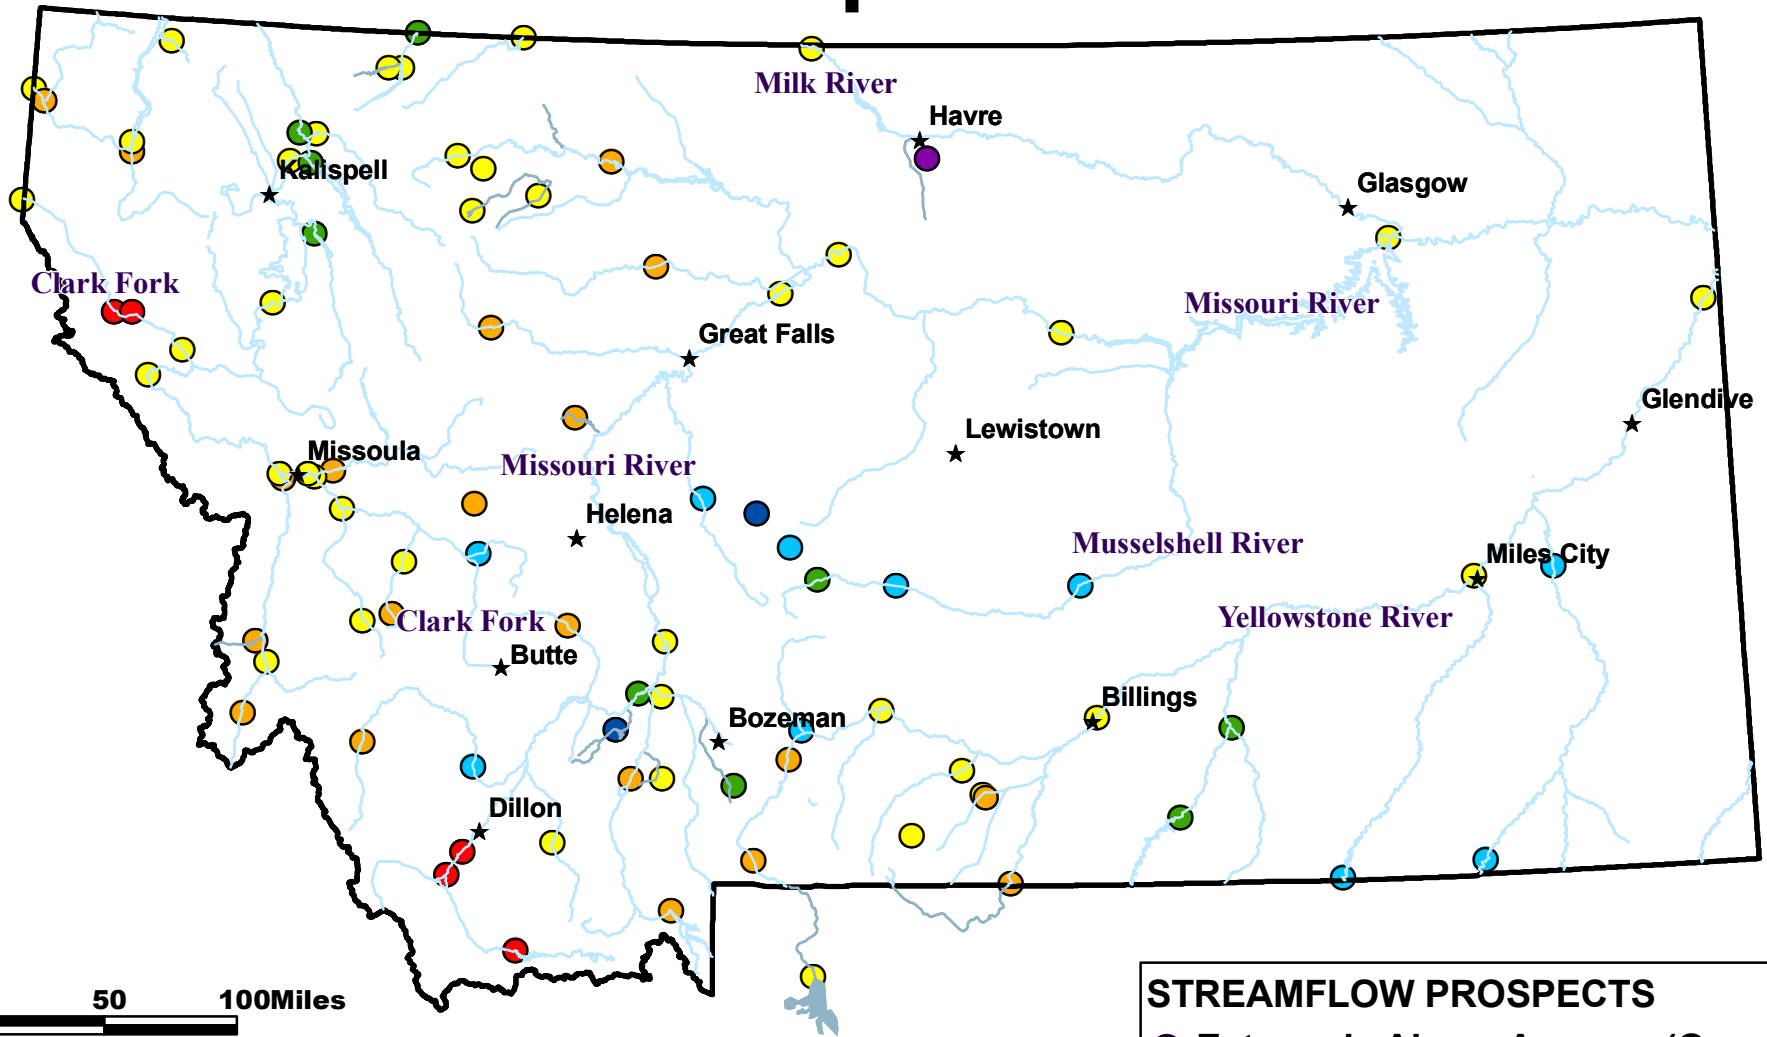 Milk River
Havre
Kalispell
Glasgow
Clark Fork
Missouri River
Great Falls
Glendive
Lewistown
Missoula
Missouri River
Helena
Musselshell River
Miles City
Clark Fork
Yellowstone River
Butte
Billings
Bozeman
Dillon
50 100Miles
STREAMFLOW PROSPECTS